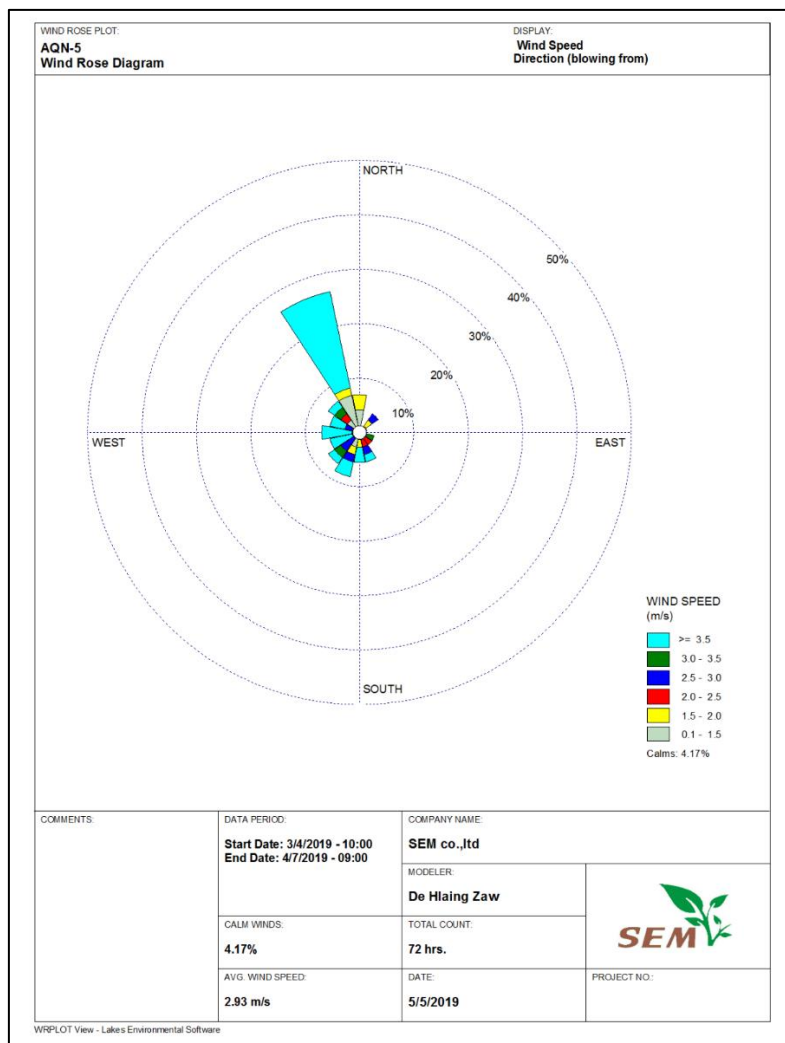 WIND ROSE PLOT:
AQN-5
Wind Rose Diagram
DISPLAY:
Wind Speed
Direction (blowing from)
NORTH
50%
40%
30%
20%
10%
WEST
EAST
SOUTH
WIND SPEED
(m/s)
>= 3.5
3.0 - 3.5
2.5 - 3.0
2.0 - 2.5
1.5 - 2.0
0.1 - 1.5
Calms: 4.17%
COMMENTS:
DATA PERIOD:
Start Date: 3/4/2019 - 10:00
End Date: 4/7/2019 - 09:00
COMPANY NAME:
SEM co.,ltd
MODELER:
De Hlaing Zaw
CALM WINDS:
4.17%
TOTAL COUNT:
72 hrs.
SEM
AVG. WIND SPEED:
2.93 m/s
DATE:
5/5/2019
PROJECT NO.:
WRPLOT View - Lakes Environmental Software